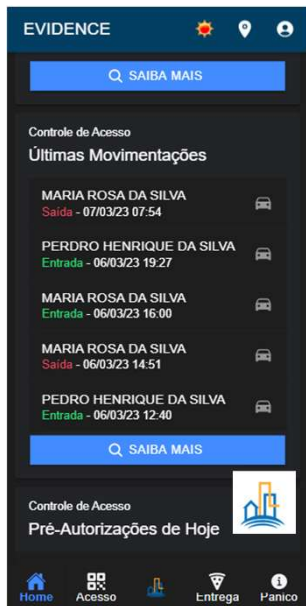 EVIDENCE
SAIBA MAIS
Controle de Acesso
Últimas Movimentações
MARIA ROSA DA SILVA
Saída - 07/03/23 07:54
PERDRO HENRIQUE DA SILVA
Entrada - 06/03/23 19:27
MARIA ROSA DA SILVA
Entrada - 06/03/23 16:00
MARIA ROSA DA SILVA
Saída - 06/03/23 14:51
PEDRO HENRIQUE DA SILVA
Entrada - 06/03/23 12:40
SAIBA MAIS
Controle de Acesso
Pré-Autorizações de Hoje
Home Acesso Entrega Panico